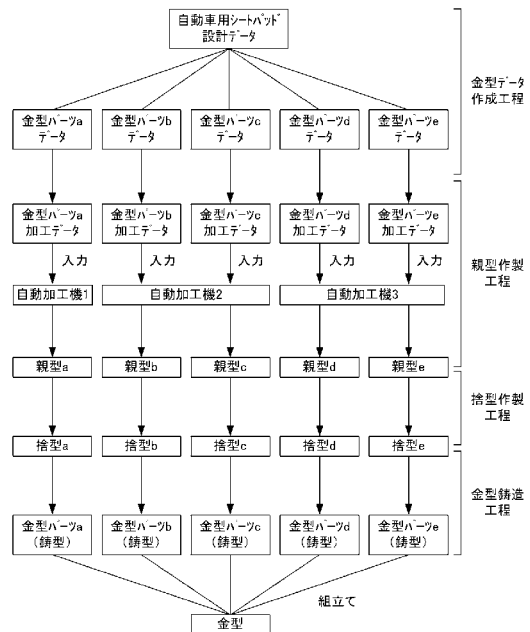 自動車用シートパッド
設計データ
金型データ
作成工程
金型パーツa
データ
金型パーツb
データ
金型パーツc
データ
金型パーツd
データ
金型パーツe
データ
金型パーツa
加工データ
金型パーツb
加工データ
金型パーツc
加工データ
金型パーツd
加工データ
金型パーツe
加工データ
入力
入力
入力
入力
入力
親型作製
工程
自動加工機1
自動加工機2
自動加工機3
親型a
親型b
親型c
親型d
親型e
捨型作製
工程
捨型a
捨型b
捨型c
捨型d
捨型e
金型鋳造
工程
金型パーツa
(鋳型)
金型パーツb
(鋳型)
金型パーツc
(鋳型)
金型パーツd
(鋳型)
金型パーツe
(鋳型)
組立て
金型